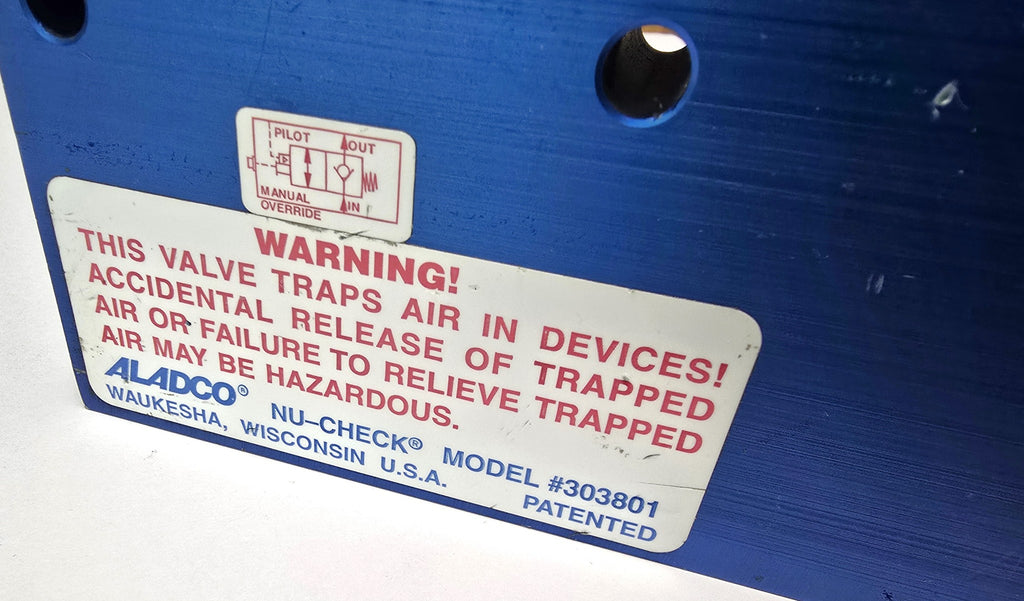 PILOT
OUT
MANUAL
OVERRIDE
IN
WARNING!
THIS VALVE TRAPS AIR IN DEVICES!
ACCIDENTAL RELEASE OF TRAPPED
AIR OR FAILURE TO RELIEVE TRAPPED
AIR MAY BE HAZARDOUS.
ALADCO® NU–CHECK® MODEL #303801
WAUKESHA, WISCONSIN U.S.A. PATENTED